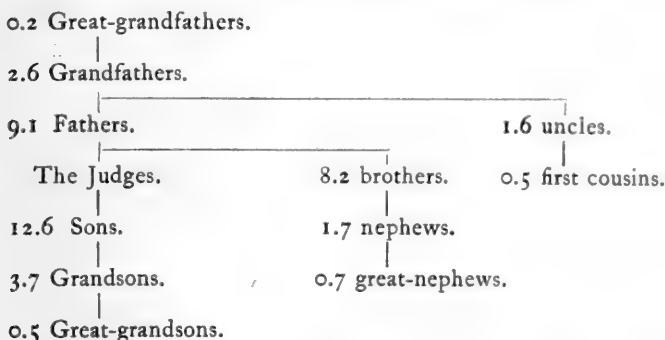 0.2 Great-grandfathers.
2.6 Grandfathers.
9.1 Fathers. 1.6 uncles.
The Judges. 8.2 brothers. 0.5 first cousins.
12.6 Sons. 1.7 nephews.
3.7 Grandsons. 0.7 great-nephews.
0.5 Great-grandsons.